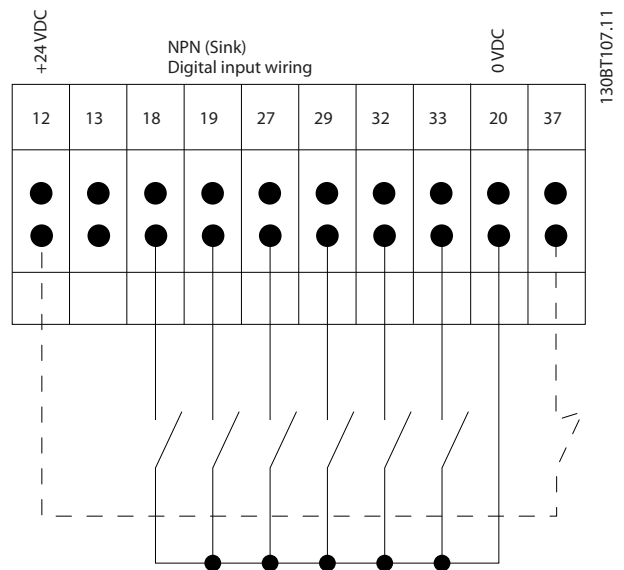 +24 VDC
NPN (Sink)
Digital input wiring
0 VDC
130BT107.11
12 13 18 19 27 29 32 33 20 37